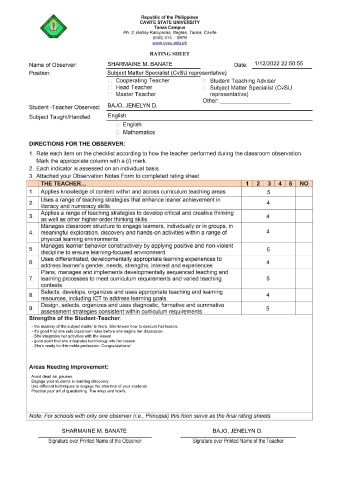 Republic of the Philippines
CAVITE STATE UNIVERSITY
Tanza Campus
Ph. 2, Bahay Katuparan, Bagtas, Tanza, Cavite
(046) 414 - 3979
www.cvsu.edu.ph
RATING SHEET
Name of Observer: SHARMAINE M. BANATE Date: 1/12/2022 22:50:55
Position: Subject Matter Specialist (CvSU representative)
Cooperating Teacher Student Teaching Adviser
Head Teacher Subject Matter Specialist (CvSU
Master Teacher representative)
Other:
Student -Teacher Observed: BAJO, JENELYN D.
Subject Taught/Handled English
English
Mathematics
DIRECTIONS FOR THE OBSERVER:
1. Rate each item on the checklist according to how the teacher performed during the classroom observation.
Mark the appropriate column with a (/) mark.
2. Each indicator is assessed on an individual basis.
3. Attached your Observation Notes Form to completed rating sheet
THE TEACHER… 1 2 3 4 5 NO
1. Applies knowledge of content within and across curriculum teaching areas 5
2. Uses a range of teaching strategies that enhance leaner achievement in
literacy and numeracy skills 4
3. Applies a range of teaching strategies to develop critical and creative thinking
as well as other higher-order thinking skills 4
4. Manages classroom structure to engage learners, individually or in groups, in
meaningful exploration, discovery and hands-on activities within a range of
physical learning environments 4
5. Manages learner behavior constructively by applying positive and non-violent
discipline to ensure learning-focused environment 5
6. Uses differentiated, developmentally appropriate learning experiences to
address learner's gender, needs, strengths, interest and experiences 4
7. Plans, manages and implements developmentally sequenced teaching and
learning processes to meet curriculum requirements and varied teaching
contexts 5
8. Selects, develops, organizes and uses appropriate teaching and learning
resources, including ICT to address learning goals 4
9. Design, selects, organizes and uses diagnostic, formative and summative
assessment strategies consistent within curriculum requirements 5
Strengths of the Student-Teacher
- the mastery of the subject matter is there. She knows how to execute her lesson.
- It's good that she sets classroom rules before she begins her discussion.
- She integrates her activities with the lesson.
- good point that she integrates technology into her lesson.
- She's ready for this noble profession. Congratulations!
Areas Needing Improvement:
Avoid dead air, pauses.
Engage your students in learning discovery.
Use different techniques to engage the attention of your students.
Practice your art of questioning. The whys and how's.
Note: For schools with only one observer (i.e., Principal) this form serve as the final rating sheets
SHARMAINE M. BANATE BAJO, JENELYN D.
Signature over Printed Name of the Observer Signature over Printed Name of the Teacher